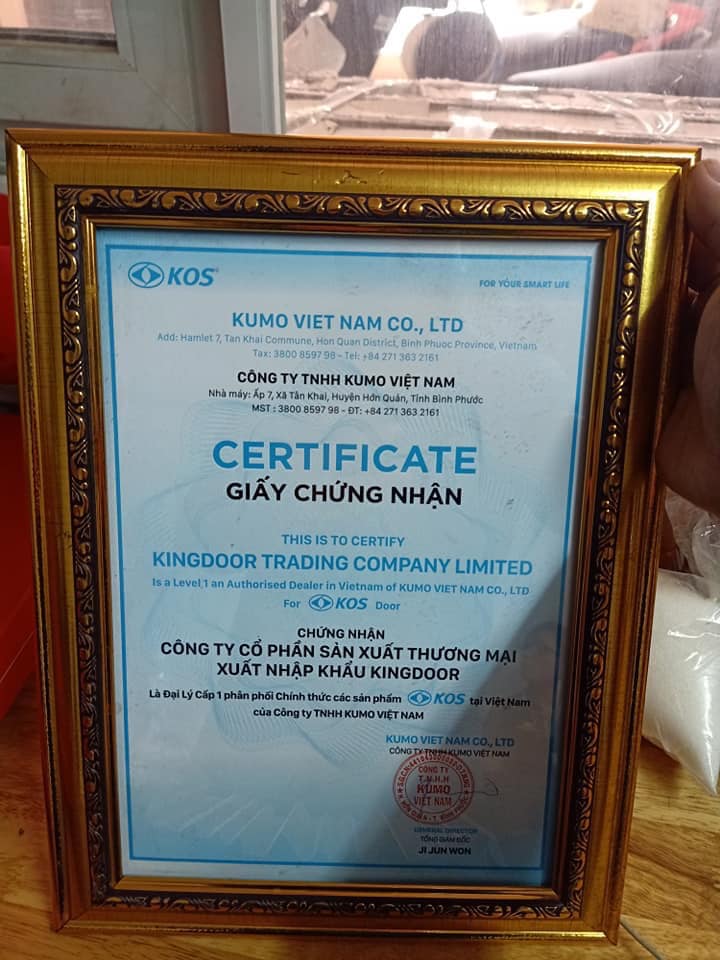 KOS
FOR YOUR SMART LIFE
KUMO VIET NAM CO., LTD
Add: Hamlet 7, Tan Khai Commune, Hon Quan District, Binh Phuoc Province, Vietnam
Tax: 3800 8597 98 - Tel: +84 271 363 2161
CÔNG TY TNHH KUMO VIỆT NAM
Nhà máy: Ấp 7, Xã Tân Khai, Huyện Hớn Quản, Tỉnh Bình Phước
MST : 3800 8597 98 - ĐT: +84 271 363 2161
CERTIFICATE
GIẤY CHỨNG NHẬN
THIS IS TO CERTIFY
KINGDOOR TRADING COMPANY LIMITED
Is a Level 1 an Authorised Dealer in Vietnam of KUMO VIET NAM CO., LTD
For KOS Door
CHỨNG NHẬN
CÔNG TY CỔ PHẦN SẢN XUẤT THƯƠNG MẠI
XUẤT NHẬP KHẨU KINGDOOR
Là Đại Lý Cấp 1 phân phối Chính thức các sản phẩm KOS tại Việt Nam
của Công ty TNHH KUMO VIỆT NAM
KUMO VIET NAM CO., LTD
CÔNG TY TNHH KUMO VIỆT NAM
CÔNG TY
T.N.H.H
KUMO
VIỆT NAM
GENERAL DIRECTOR
TỔNG GIÁM ĐỐC
JI JUN WON